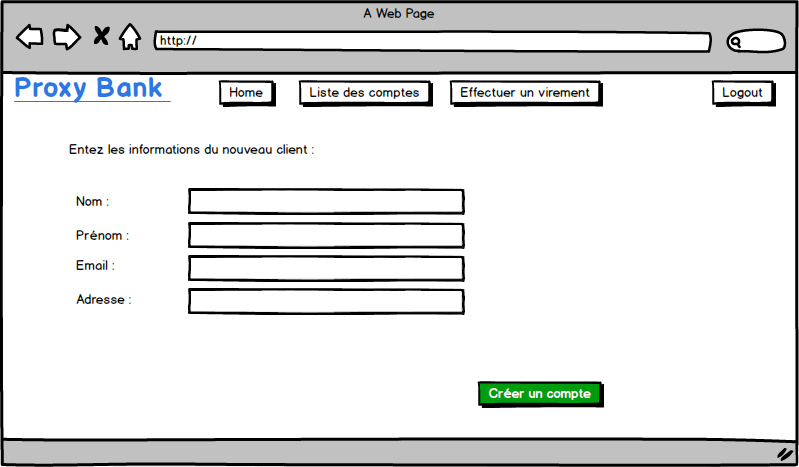 A Web Page
http://
Proxy Bank
Home
Liste des comptes
Effectuer un virement
Logout
Entez les informations du nouveau client :
Nom :
Prénom :
Email :
Adresse :
Créer un compte